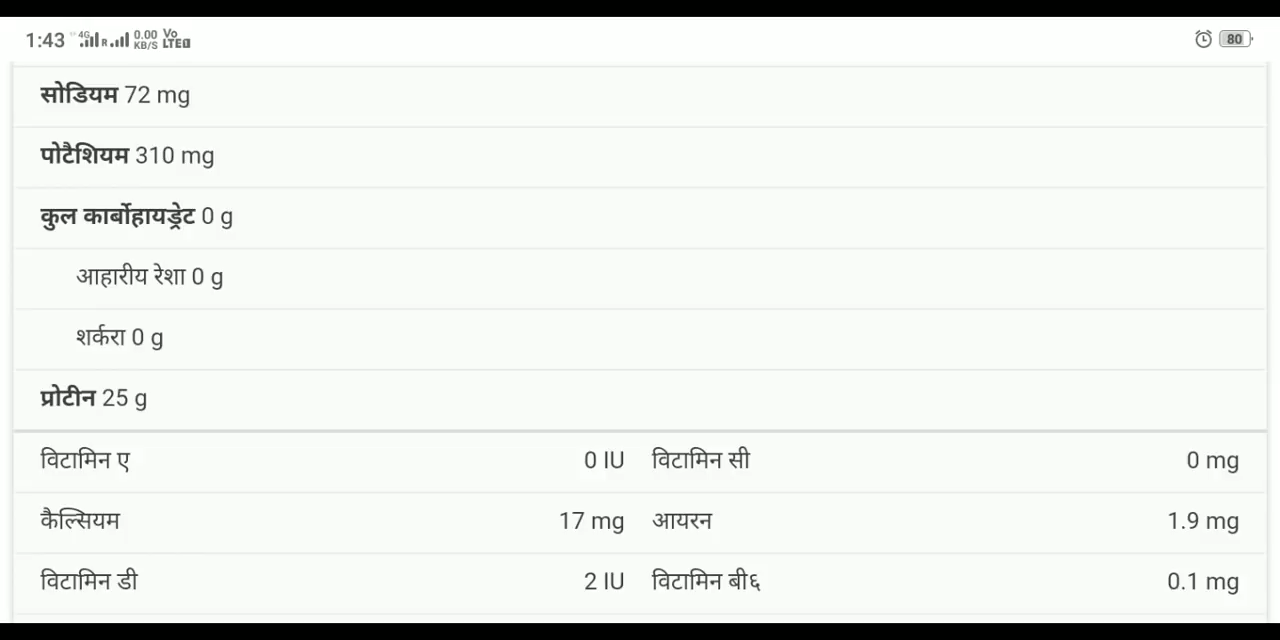 1:43 4G R 0.00 KB/S Vo LTE 80
सोडियम 72 mg
पोटैशियम 310 mg
कुल कार्बोहायड्रेट 0 g
आहारीय रेशा 0 g
शर्करा 0 g
प्रोटीन 25 g
विटामिन ए 0 IU विटामिन सी 0 mg
कैल्सियम 17 mg आयरन 1.9 mg
विटामिन डी 2 IU विटामिन बी६ 0.1 mg